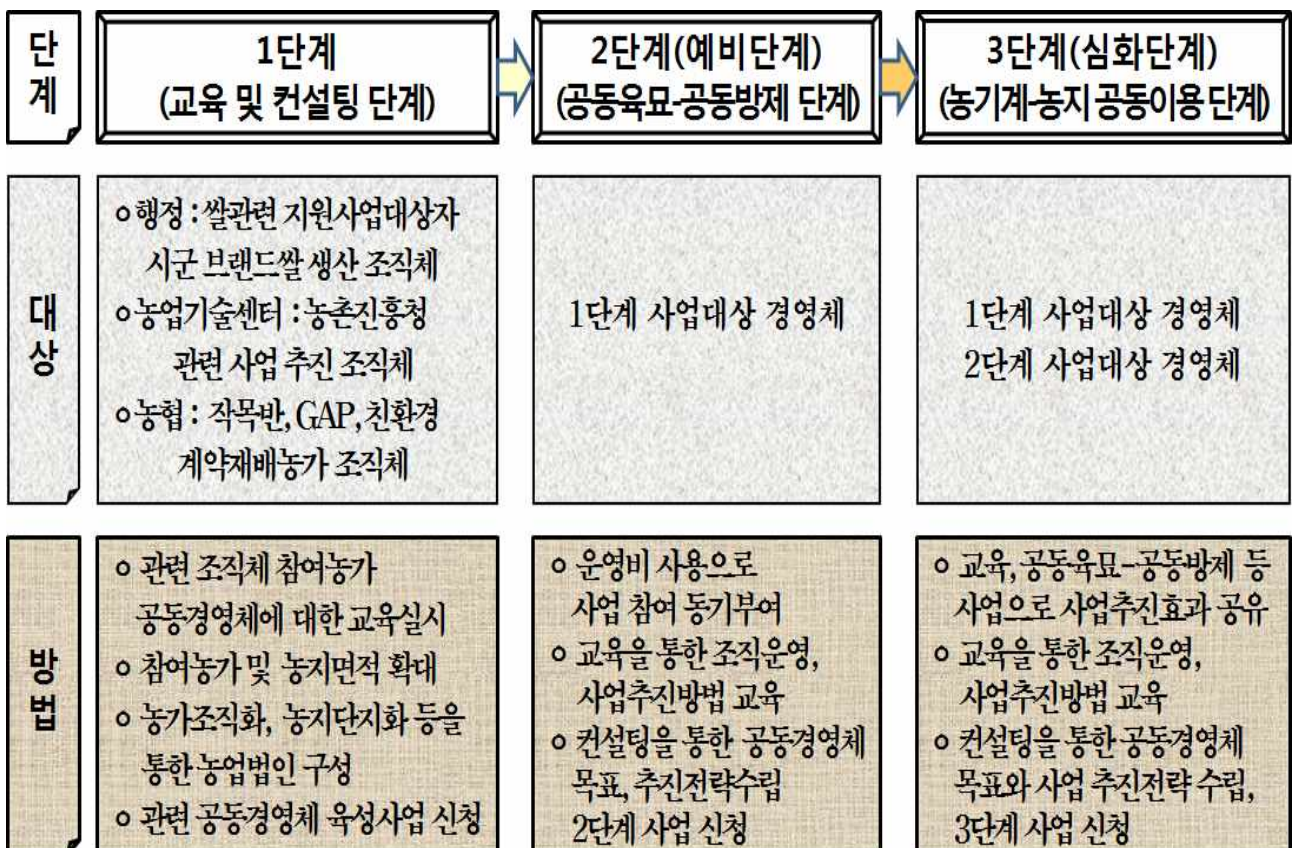 단계
1단계
(교육 및 컨설팅 단계)
2단계(예비단계)
(공동육묘-공동방제 단계)
3단계(심화단계)
(농기계-농지 공동이용 단계)
대상
ㅇ행정 : 쌀관련 지원사업대상자
시군 브랜드쌀 생산 조직체
ㅇ농업기술센터 : 농촌진흥청
관련 사업 추진 조직체
ㅇ농협 : 작목반, GAP, 친환경
계약재배농가 조직체
1단계 사업대상 경영체
1단계 사업대상 경영체
2단계 사업대상 경영체
방법
ㅇ 관련 조직체 참여농가
공동경영체에 대한 교육실시
ㅇ 참여농가 및 농지면적 확대
ㅇ 농가조직화, 농지단지화 등을
통한 농업법인 구성
ㅇ 관련 공동경영체 육성사업 신청
ㅇ 운영비 사용으로
사업 참여 동기부여
ㅇ 교육을 통한 조직운영,
사업추진방법 교육
ㅇ 컨설팅을 통한 공동경영체
목표, 추진전략수립
2단계 사업 신청
ㅇ 교육, 공동육묘-공동방제 등
사업으로 사업추진효과 공유
ㅇ 교육을 통한 조직운영,
사업추진방법 교육
ㅇ 컨설팅을 통한 공동경영체
목표와 사업 추진전략 수립,
3단계 사업 신청